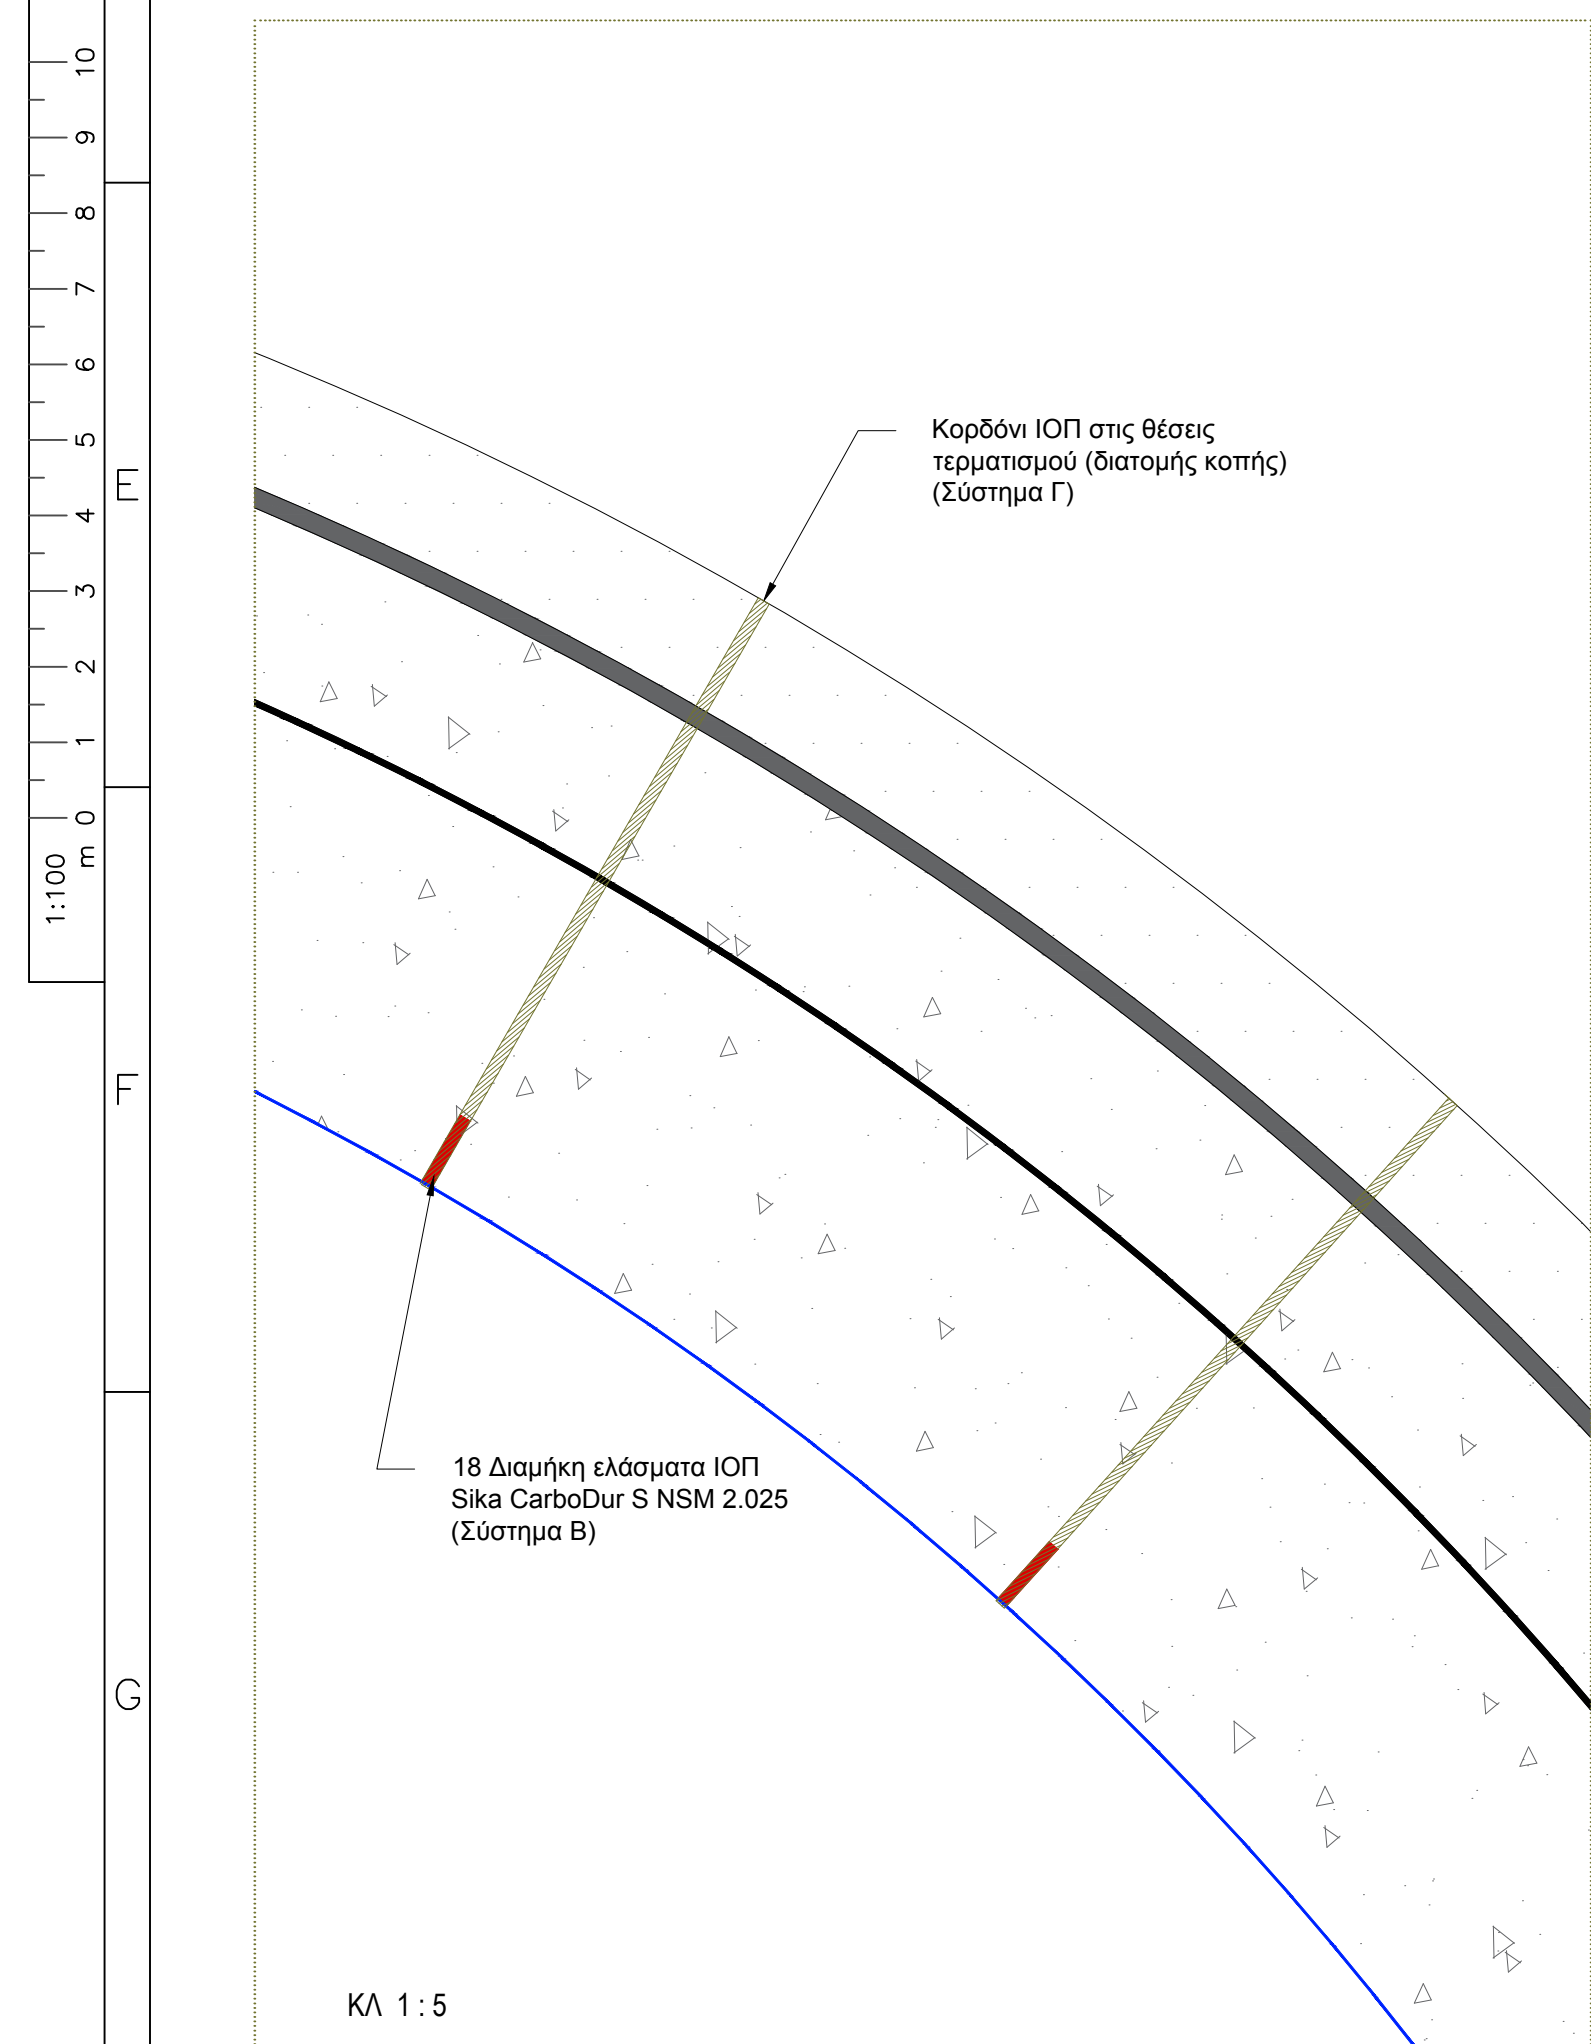 10
9
8
7
6
5
4
3
2
1
0
m
1:100
E
F
G
Κορδόνι ΙΟΠ στις θέσεις
τερματισμού (διατομής κοπής)
(Σύστημα Γ)
18 Διαμήκη ελάσματα ΙΟΠ
Sika CarboDur S NSM 2.025
(Σύστημα Β)
ΚΛ 1 : 5